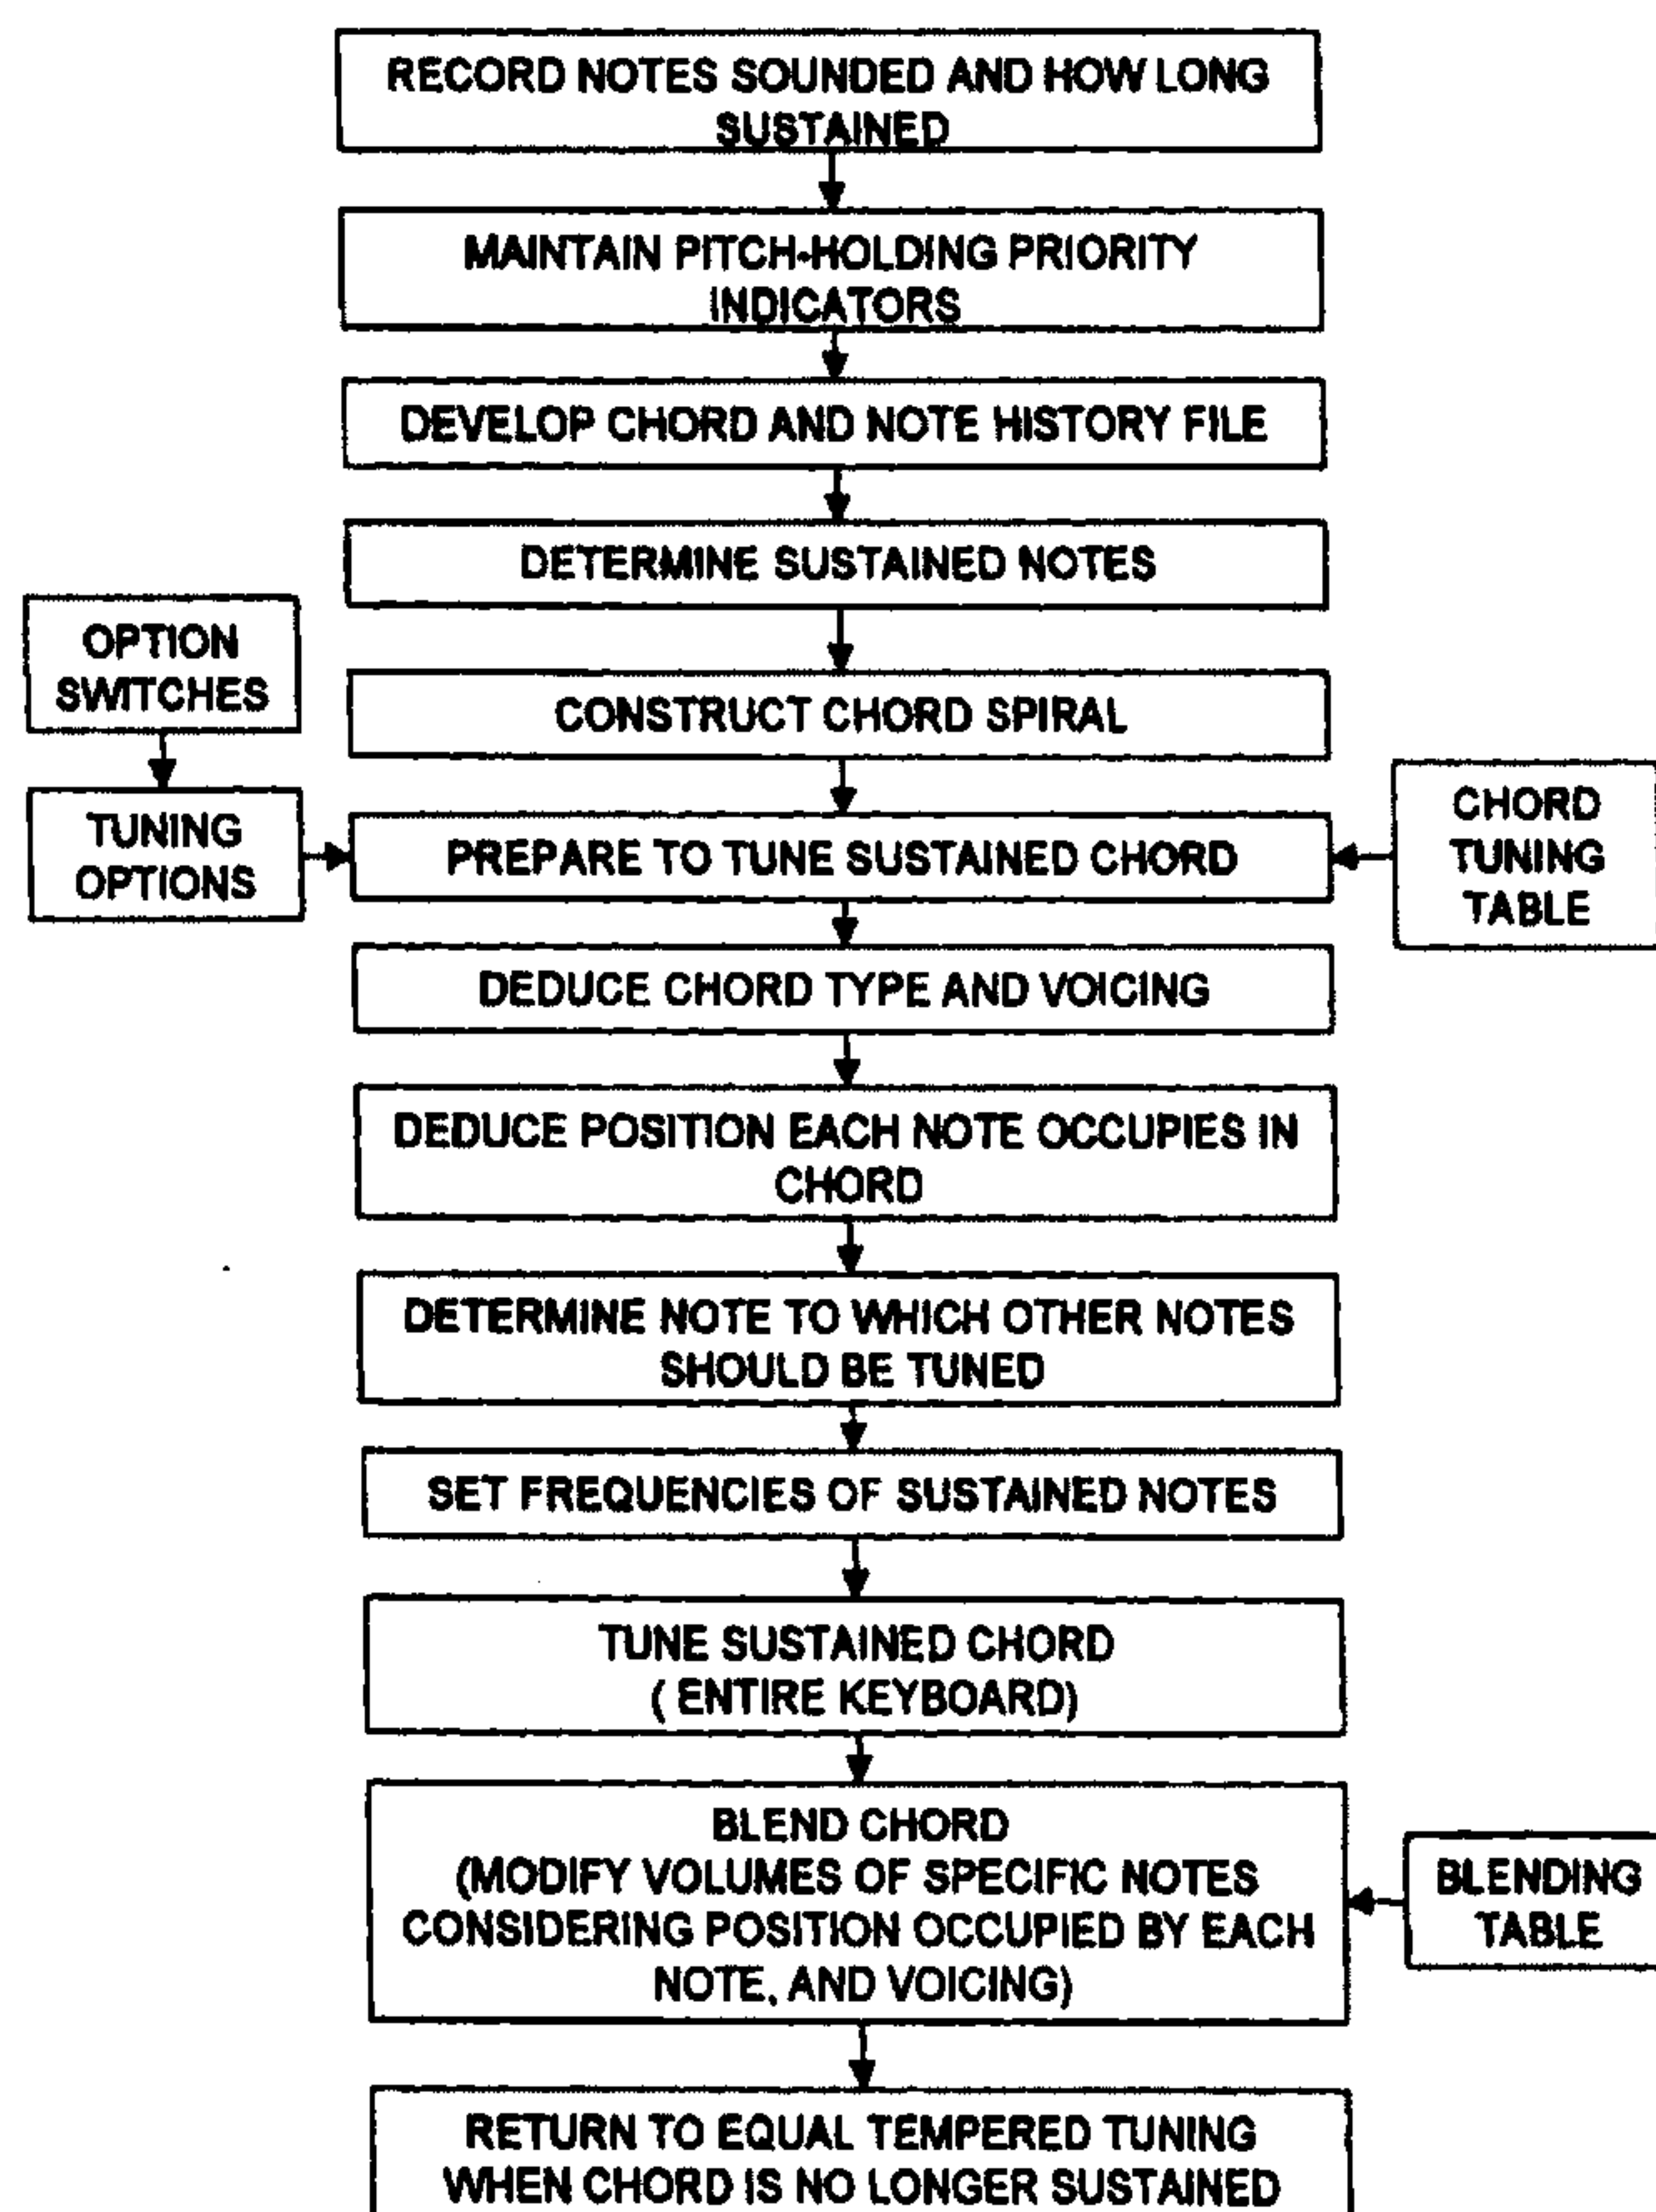 RECORD NOTES SOUNDED AND HOW LONG
SUSTAINED
MAINTAIN PITCH-HOLDING PRIORITY
INDICATORS
DEVELOP CHORD AND NOTE HISTORY FILE
DETERMINE SUSTAINED NOTES
OPTION
SWITCHES
CONSTRUCT CHORD SPIRAL
TUNING
OPTIONS
PREPARE TO TUNE SUSTAINED CHORD
CHORD
TUNING
TABLE
DEDUCE CHORD TYPE AND VOICING
DEDUCE POSITION EACH NOTE OCCUPIES IN
CHORD
DETERMINE NOTE TO WHICH OTHER NOTES
SHOULD BE TUNED
SET FREQUENCIES OF SUSTAINED NOTES
TUNE SUSTAINED CHORD
( ENTIRE KEYBOARD)
BLEND CHORD
(MODIFY VOLUMES OF SPECIFIC NOTES
CONSIDERING POSITION OCCUPIED BY EACH
NOTE, AND VOICING)
BLENDING
TABLE
RETURN TO EQUAL TEMPERED TUNING
WHEN CHORD IS NO LONGER SUSTAINED